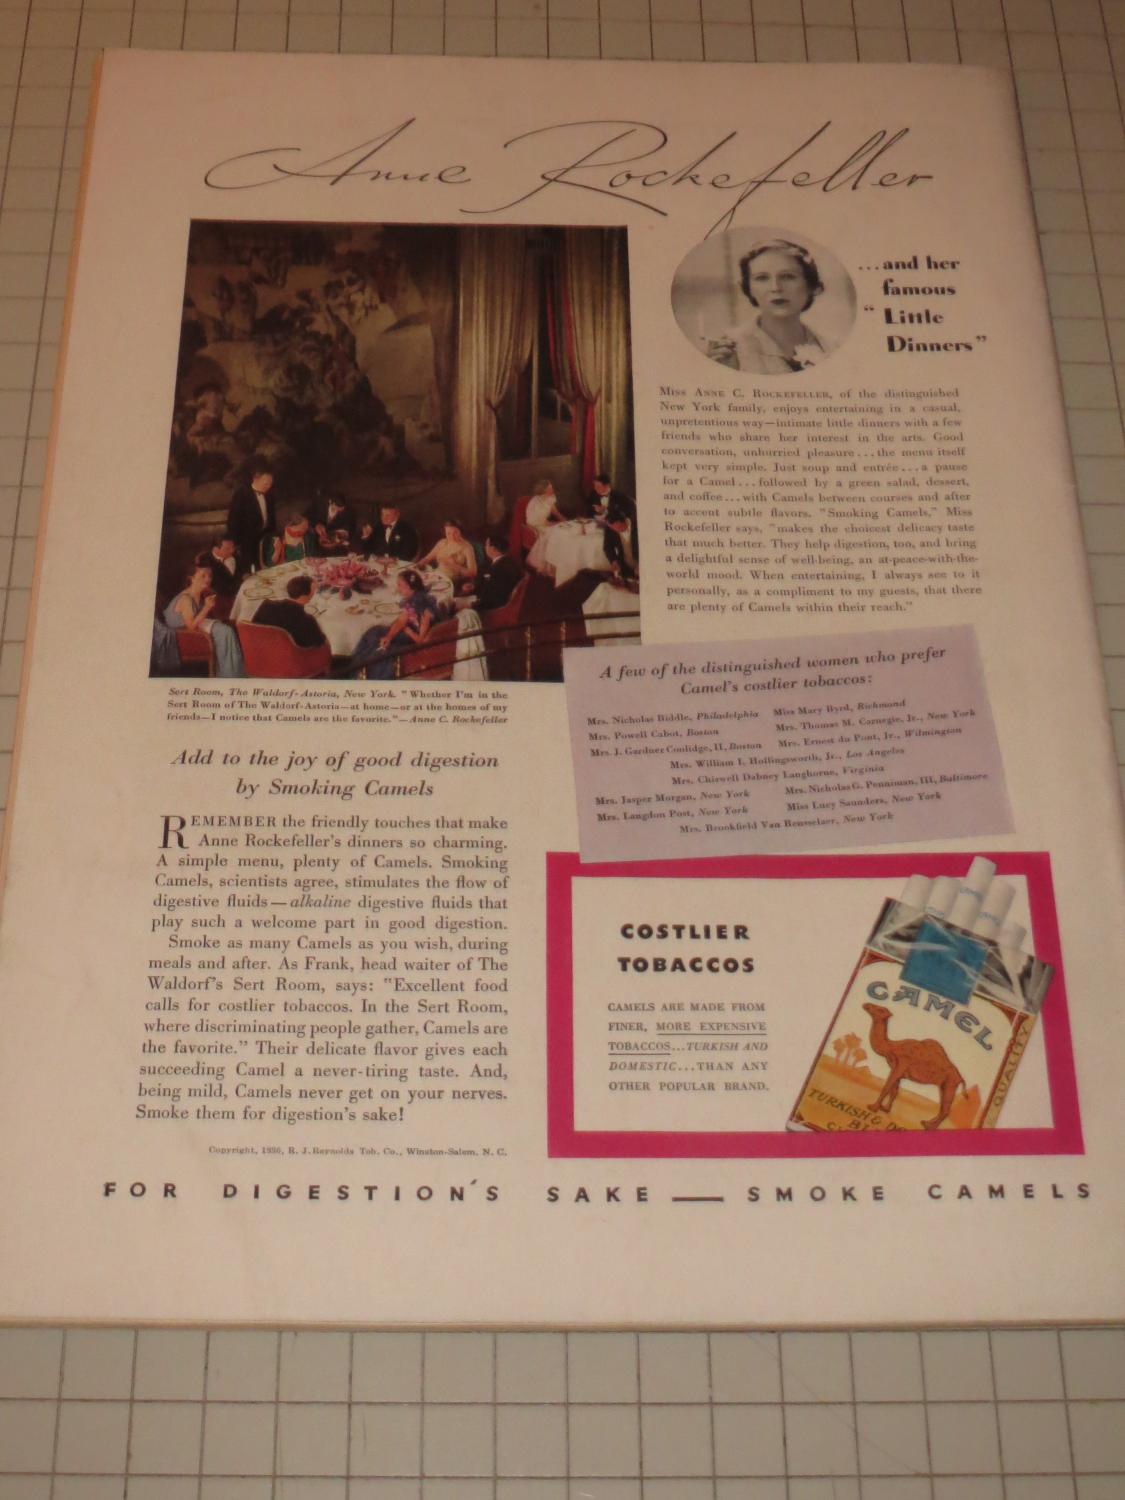 Anne Rockefeller
...and her
famous
"Little
Dinners"
MISS ANNE C. ROCKEFELLER, of the distinguished
New York family, enjoys entertaining in a casual,
unpretentious way—intimate little dinners with a few
friends who share her interest in the arts. Good
conversation, unhurried pleasure...the menu itself
kept very simple. Just soup and entrée...a pause
for a Camel...followed by a green salad, dessert,
and coffee...with Camels between courses and after
to accent subtle flavors. "Smoking Camels," Miss
Rockefeller says, "makes the choicest delicacy taste
that much better. They help digestion, too, and bring
a delightful sense of well-being, an at-peace-with-the-
world mood. When entertaining, I always see to it
personally, as a compliment to my guests, that there
are plenty of Camels within their reach."
Sert Room, The Waldorf-Astoria, New York. "Whether I'm in the
Sert Room of The Waldorf-Astoria—at home—or at the homes of my
friends—I notice that Camels are the favorite."—Anne C. Rockefeller
Add to the joy of good digestion
by Smoking Camels
REMEMBER the friendly touches that make
Anne Rockefeller's dinners so charming.
A simple menu, plenty of Camels. Smoking
Camels, scientists agree, stimulates the flow of
digestive fluids—alkaline digestive fluids that
play such a welcome part in good digestion.
Smoke as many Camels as you wish, during
meals and after. As Frank, head waiter of The
Waldorf's Sert Room, says: "Excellent food
calls for costlier tobaccos. In the Sert Room,
where discriminating people gather, Camels are
the favorite." Their delicate flavor gives each
succeeding Camel a never-tiring taste. And,
being mild, Camels never get on your nerves.
Smoke them for digestion's sake!
Copyright, 1936, R. J. Reynolds Tob. Co., Winston-Salem, N. C.
A few of the distinguished women who prefer
Camel's costlier tobaccos:
Mrs. Nicholas Biddle, Philadelphia
Miss Mary Byrd, Richmond
Mrs. Powell Cabot, Boston
Mrs. Thomas M. Carnegie, Jr., New York
Mrs. J. Gardner Coolidge, II, Boston
Mrs. Ernest du Pont, Jr., Wilmington
Mrs. William I. Hollingsworth, Jr., Los Angeles
Mrs. Chiswell Dabney Langhorne, Virginia
Mrs. Jasper Morgan, New York
Mrs. Nicholas G. Penniman, III, Baltimore
Mrs. Langdon Post, New York
Miss Lucy Saunders, New York
Mrs. Brookfield Van Rensselaer, New York
COSTLIER
TOBACCOS
CAMELS ARE MADE FROM
FINER, MORE EXPENSIVE
TOBACCOS...TURKISH AND
DOMESTIC...THAN ANY
OTHER POPULAR BRAND.
CAMEL
QUALITY
TURKISH &
FOR DIGESTION'S SAKE—SMOKE CAMELS